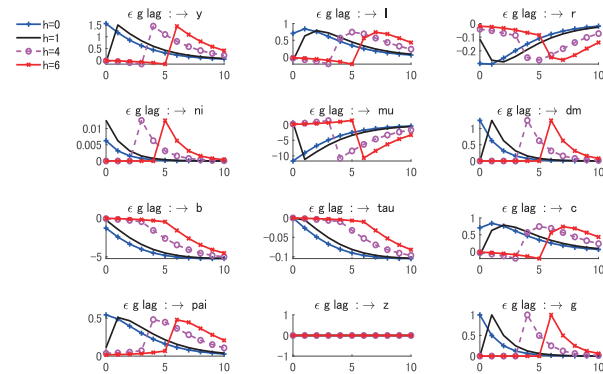 h=0
h=1
h=4
h=6
ϵ g lag : → y
1.5
1.0
0.5
0.0
0 5 10
ϵ g lag : → l
1
0.5
0
0 5 10
ϵ g lag : → r
-0.1
-0.2
-0.3
0 5 10
ϵ g lag : → ni
0.01
0.005
0
0 5 10
ϵ g lag : → mu
0
-5
-10
0 5 10
ϵ g lag : → dm
1
0.5
0
0 5 10
ϵ g lag : → b
0
-5
0 5 10
ϵ g lag : → tau
0
-0.05
-0.1
0 5 10
ϵ g lag : → c
1
0.5
0
0 5 10
ϵ g lag : → pai
0.5
0
0 5 10
ϵ g lag : → z
1
0
-1
0 5 10
ϵ g lag : → g
1
0.5
0
0 5 10